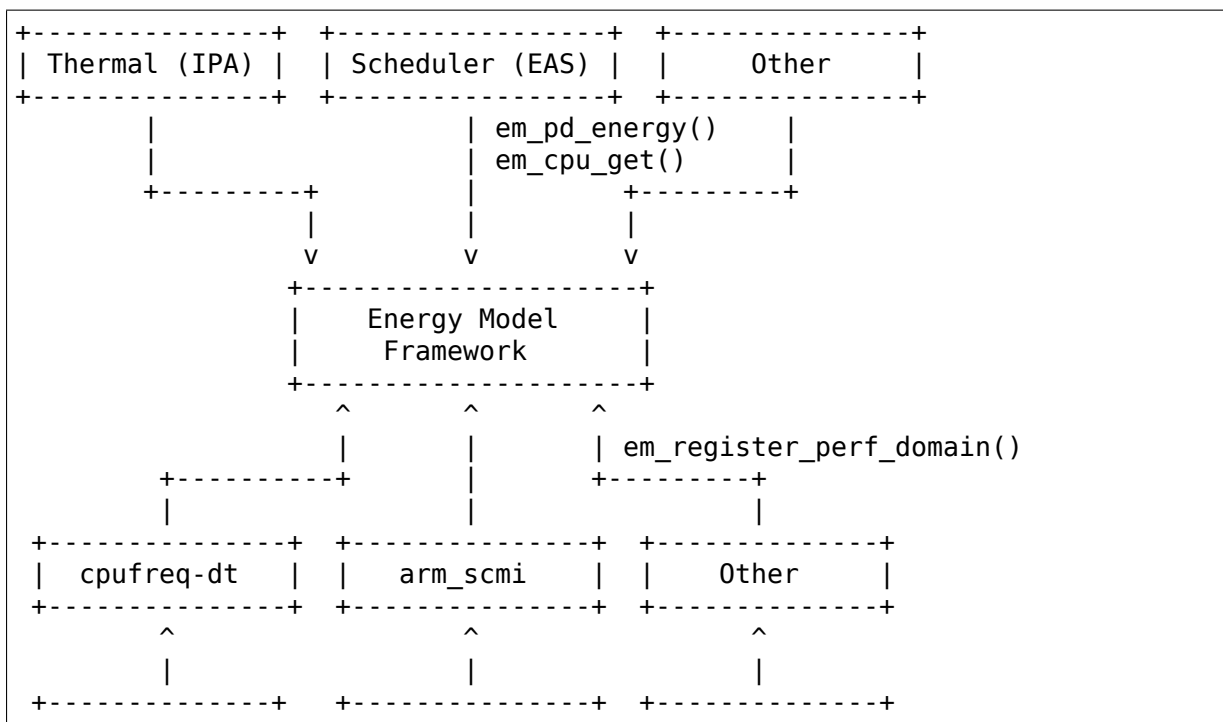 Thermal (IPA) Scheduler (EAS) Other
em_pd_energy()
em_cpu_get()
Energy Model
Framework
em_register_perf_domain()
cpufreq-dt arm_scmi Other